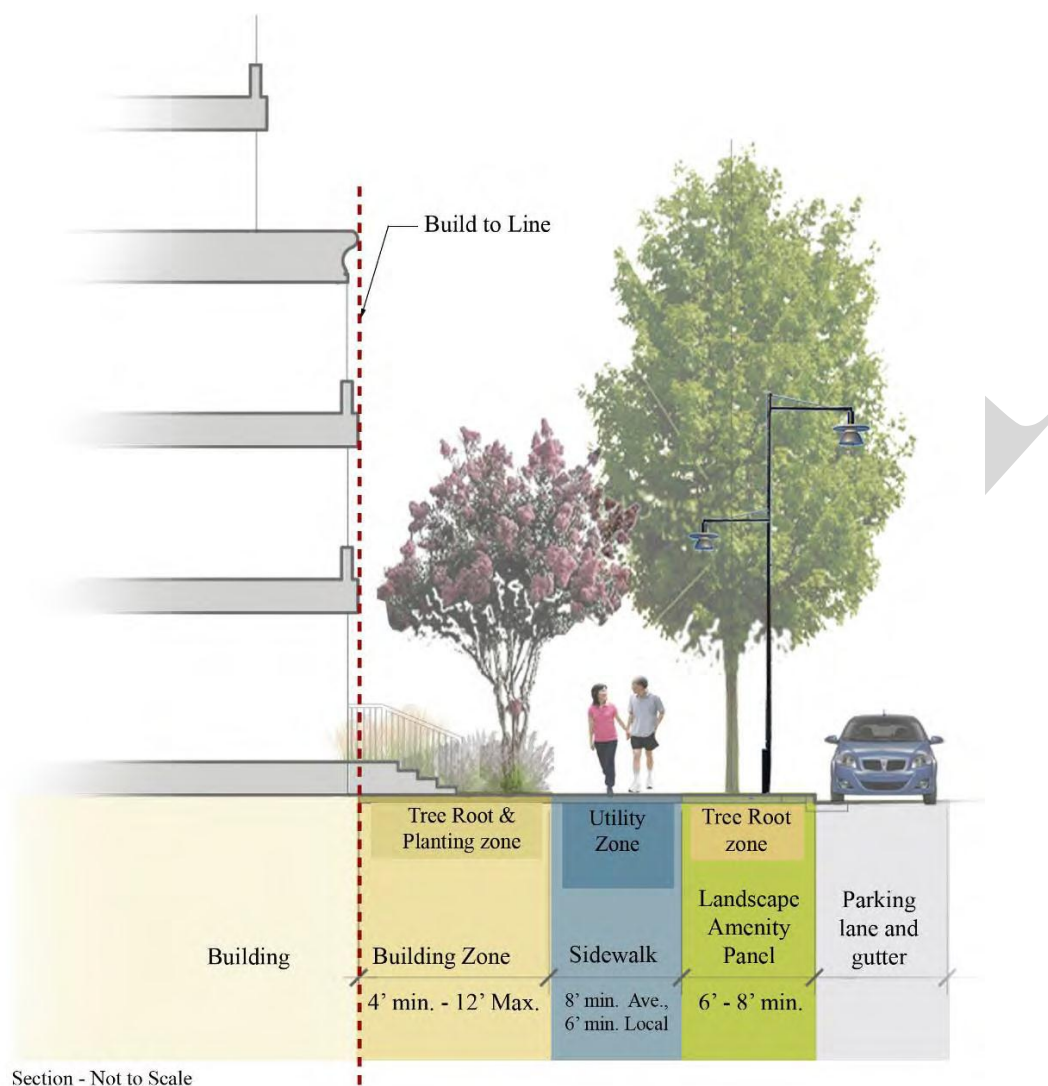 Build to Line
Tree Root &
Planting zone
Utility
Zone
Tree Root
zone
Building
Building Zone
Sidewalk
Landscape
Amenity
Panel
Parking
lane and
gutter
4’ min. - 12’ Max.
8’ min. Ave.,
6’ min. Local
6’ - 8’ min.
Section - Not to Scale